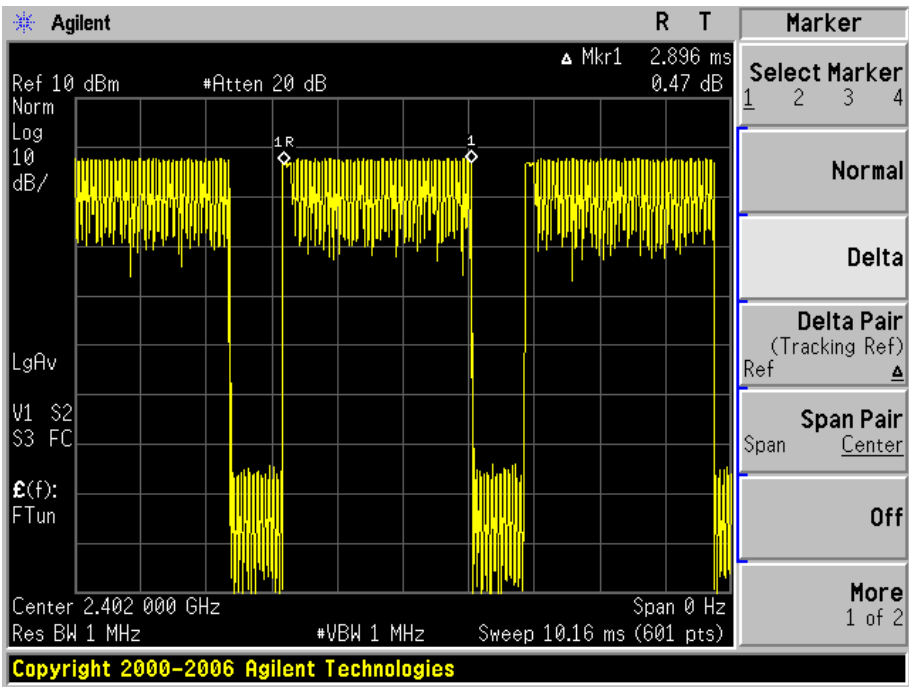 Agilent R T
Δ Mkr1 2.896 ms
Ref 10 dBm #Atten 20 dB 0.47 dB
Norm
Log
10
dB/
1R
1
LgAv
V1 S2
S3 FC
£(f):
FTun
Center 2.402 000 GHz Span 0 Hz
Res BW 1 MHz #VBW 1 MHz Sweep 10.16 ms (601 pts)
Copyright 2000-2006 Agilent Technologies
Marker
Select Marker
1 2 3 4
Normal
Delta
Delta Pair
(Tracking Ref)
Ref Δ
Span Pair
Span Center
Off
More
1 of 2